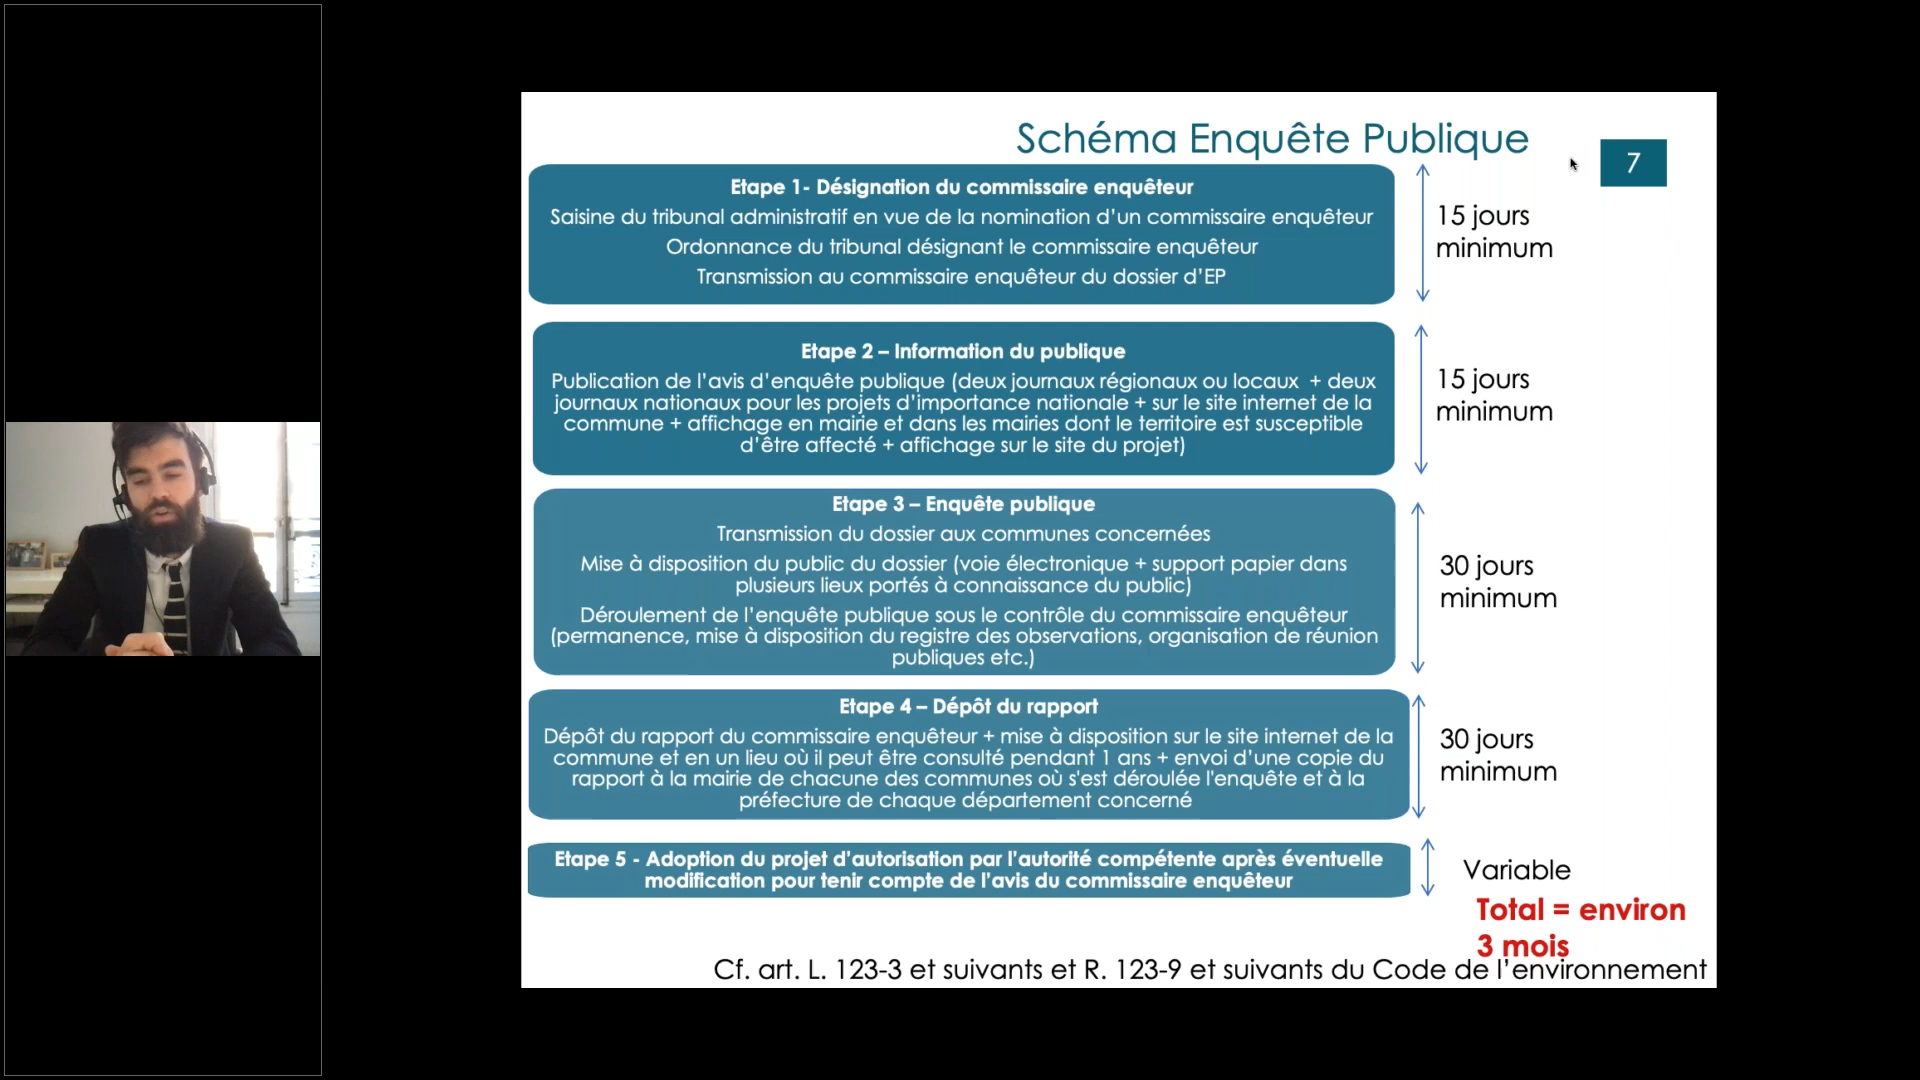 Schéma Enquête Publique
7
Etape 1- Désignation du commissaire enquêteur
Saisine du tribunal administratif en vue de la nomination d’un commissaire enquêteur
Ordonnance du tribunal désignant le commissaire enquêteur
Transmission au commissaire enquêteur du dossier d’EP
15 jours
minimum
Etape 2 – Information du publique
Publication de l’avis d’enquête publique (deux journaux régionaux ou locaux + deux
journaux nationaux pour les projets d’importance nationale + sur le site internet de la
commune + affichage en mairie et dans les mairies dont le territoire est susceptible
d’être affecté + affichage sur le site du projet)
15 jours
minimum
Etape 3 – Enquête publique
Transmission du dossier aux communes concernées
Mise à disposition du public du dossier (voie électronique + support papier dans
plusieurs lieux portés à connaissance du public)
Déroulement de l’enquête publique sous le contrôle du commissaire enquêteur
(permanence, mise à disposition du registre des observations, organisation de réunion
publiques etc.)
30 jours
minimum
Etape 4 – Dépôt du rapport
Dépôt du rapport du commissaire enquêteur + mise à disposition sur le site internet de la
commune et en un lieu où il peut être consulté pendant 1 ans + envoi d’une copie du
rapport à la mairie de chacune des communes où s'est déroulée l'enquête et à la
préfecture de chaque département concerné
30 jours
minimum
Etape 5 - Adoption du projet d’autorisation par l’autorité compétente après éventuelle
modification pour tenir compte de l’avis du commissaire enquêteur
Variable
Total = environ
3 mois
Cf. art. L. 123-3 et suivants et R. 123-9 et suivants du Code de l’environnement